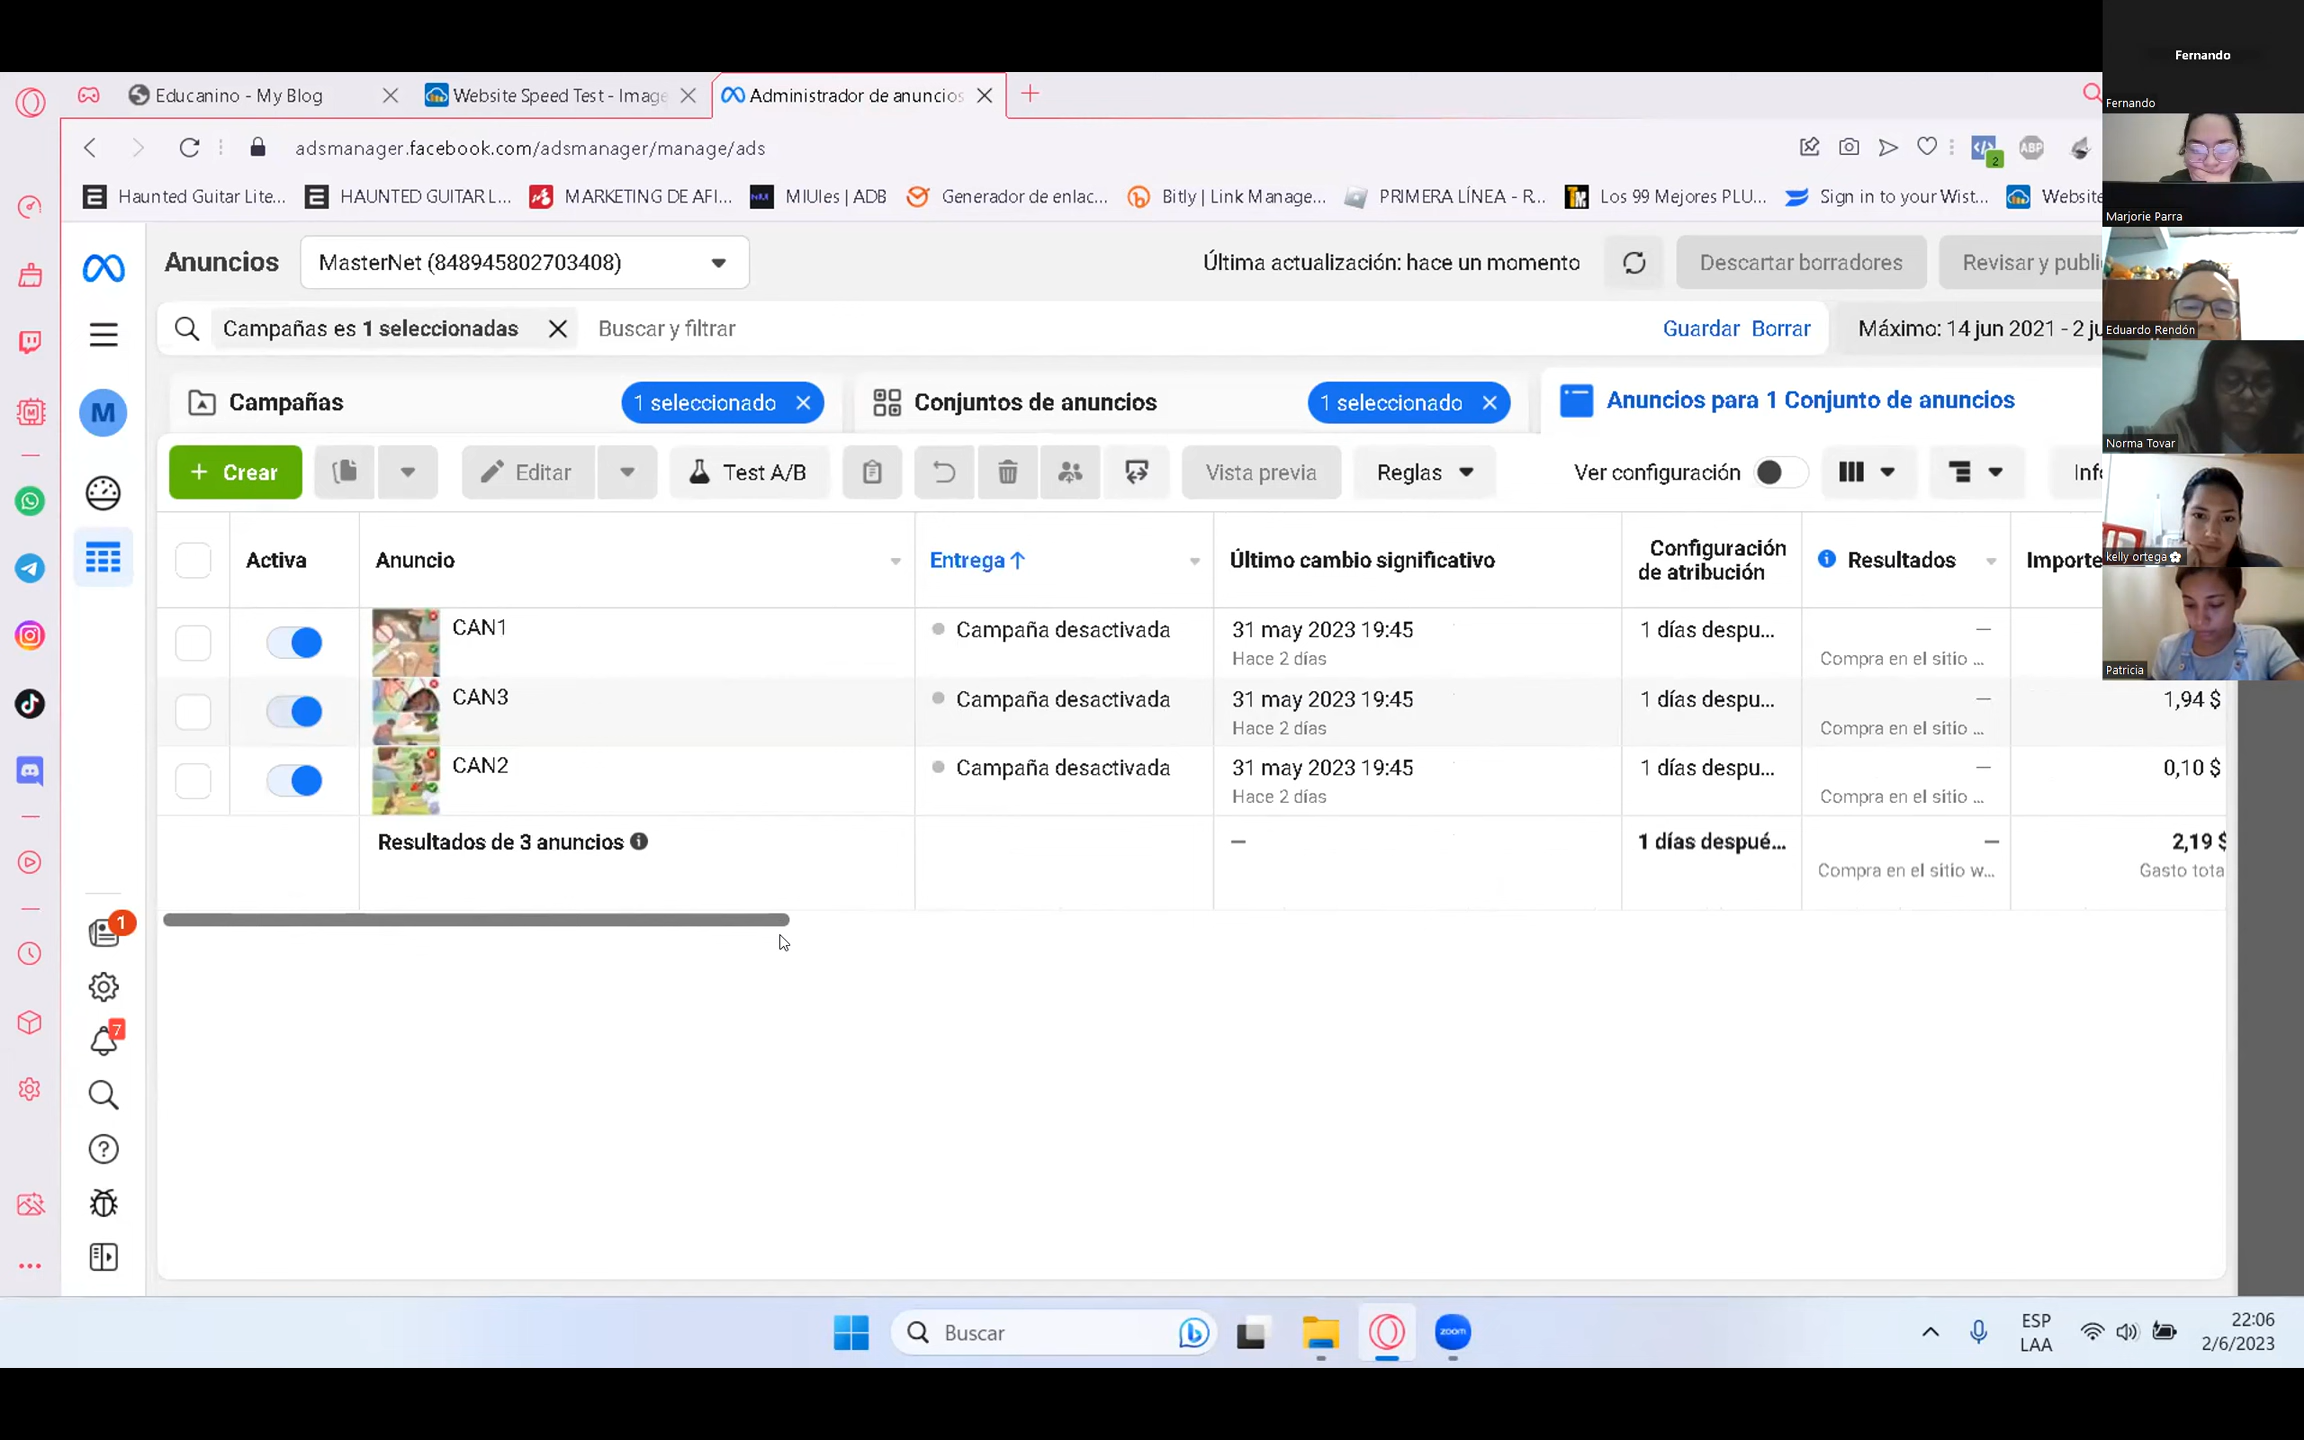 Fernando
Fernando
Marjorie Parra
Eduardo Rendón
Norma Tovar
kelly ortega
Patricia
Educanino - My Blog
Website Speed Test - Image
Administrador de anuncios
adsmanager.facebook.com/adsmanager/manage/ads
2
ABP
Haunted Guitar Lite...
HAUNTED GUITAR L...
MARKETING DE AFI...
MIUIes | ADB
Generador de enlac...
Bitly | Link Manage...
PRIMERA LÍNEA - R...
Los 99 Mejores PLU...
Sign in to your Wist...
Website
Anuncios
MasterNet (848945802703408)
Última actualización: hace un momento
Descartar borradores
Revisar y publi
Campañas es 1 seleccionadas
Buscar y filtrar
Guardar
Borrar
Máximo: 14 jun 2021 - 2 ju
M
Campañas
1 seleccionado
Conjuntos de anuncios
1 seleccionado
Anuncios para 1 Conjunto de anuncios
+ Crear
Editar
Test A/B
Vista previa
Reglas
Ver configuración
Inf
Activa
Anuncio
Entrega ↑
Último cambio significativo
Configuración de atribución
Resultados
Importe
CAN1
Campaña desactivada
31 may 2023 19:45
Hace 2 días
1 días despu...
—
Compra en el sitio ...
CAN3
Campaña desactivada
31 may 2023 19:45
Hace 2 días
1 días despu...
—
Compra en el sitio ...
1,94 $
CAN2
Campaña desactivada
31 may 2023 19:45
Hace 2 días
1 días despu...
—
Compra en el sitio ...
0,10 $
Resultados de 3 anuncios
—
1 días despué...
—
Compra en el sitio w...
2,19 $
Gasto tota
1
7
Buscar
zoom
ESP
LAA
22:06
2/6/2023